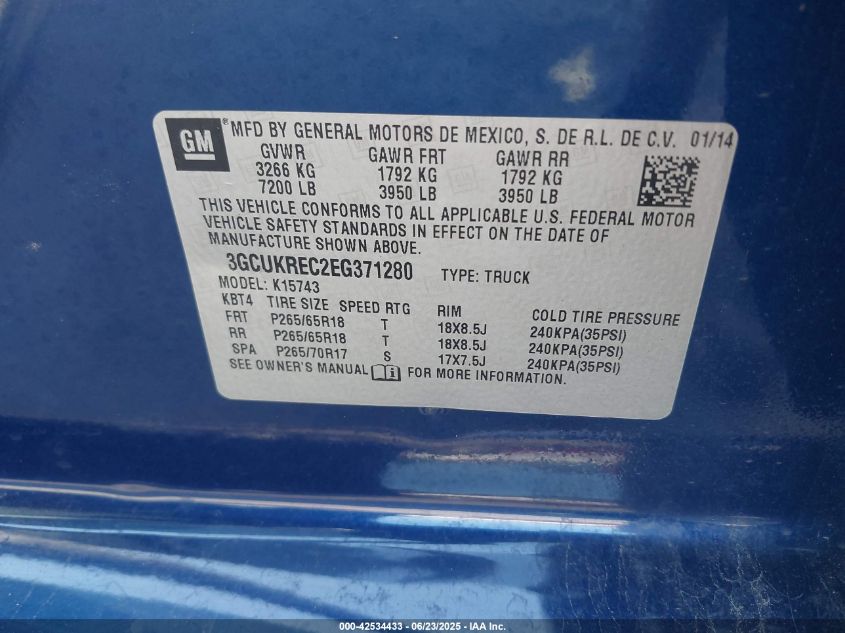 GM ® MFD BY GENERAL MOTORS DE MEXICO, S. DE R.L. DE C.V. 01/14
GVWR GAWR FRT GAWR RR
3266 KG 1792 KG 1792 KG
7200 LB 3950 LB 3950 LB
THIS VEHICLE CONFORMS TO ALL APPLICABLE U.S. FEDERAL MOTOR
VEHICLE SAFETY STANDARDS IN EFFECT ON THE DATE OF
MANUFACTURE SHOWN ABOVE.
3GCUKREC2EG371280 TYPE: TRUCK
MODEL: K15743
KBT4 TIRE SIZE SPEED RTG RIM COLD TIRE PRESSURE
FRT P265/65R18 T 18X8.5J 240KPA(35PSI)
RR P265/65R18 T 18X8.5J 240KPA(35PSI)
SPA P265/70R17 S 17X7.5J 240KPA(35PSI)
SEE OWNER'S MANUAL FOR MORE INFORMATION.
000-42534433 - 06/23/2025 - IAA Inc.